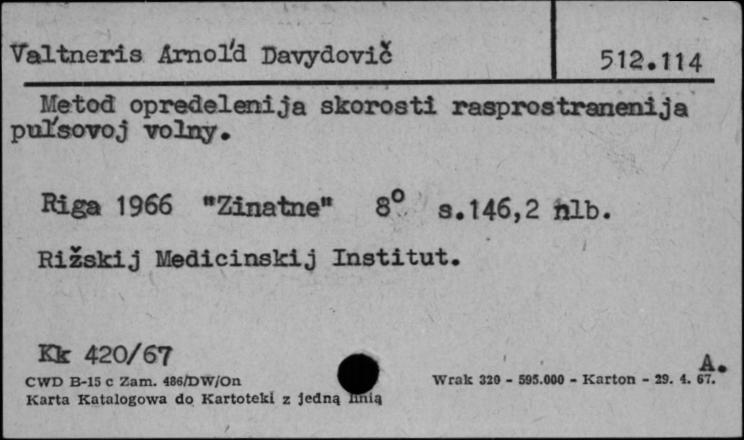 Valtneris Arnol'd Davydovič
512.114
Metod opredelenija skorosti rasprostranenija
pul'sovoj volny.
Riga 1966 "Zinatne" 8° s.146,2 nlb.
Rižskij Medicinskij Institut.
Kk 420/67
A.
CWD B-15 c Zam. 486/DW/On
Wrak 320 - 595.000 - Karton - 29. 4. 67.
Karta Katalogowa do Kartoteki z jedną linią